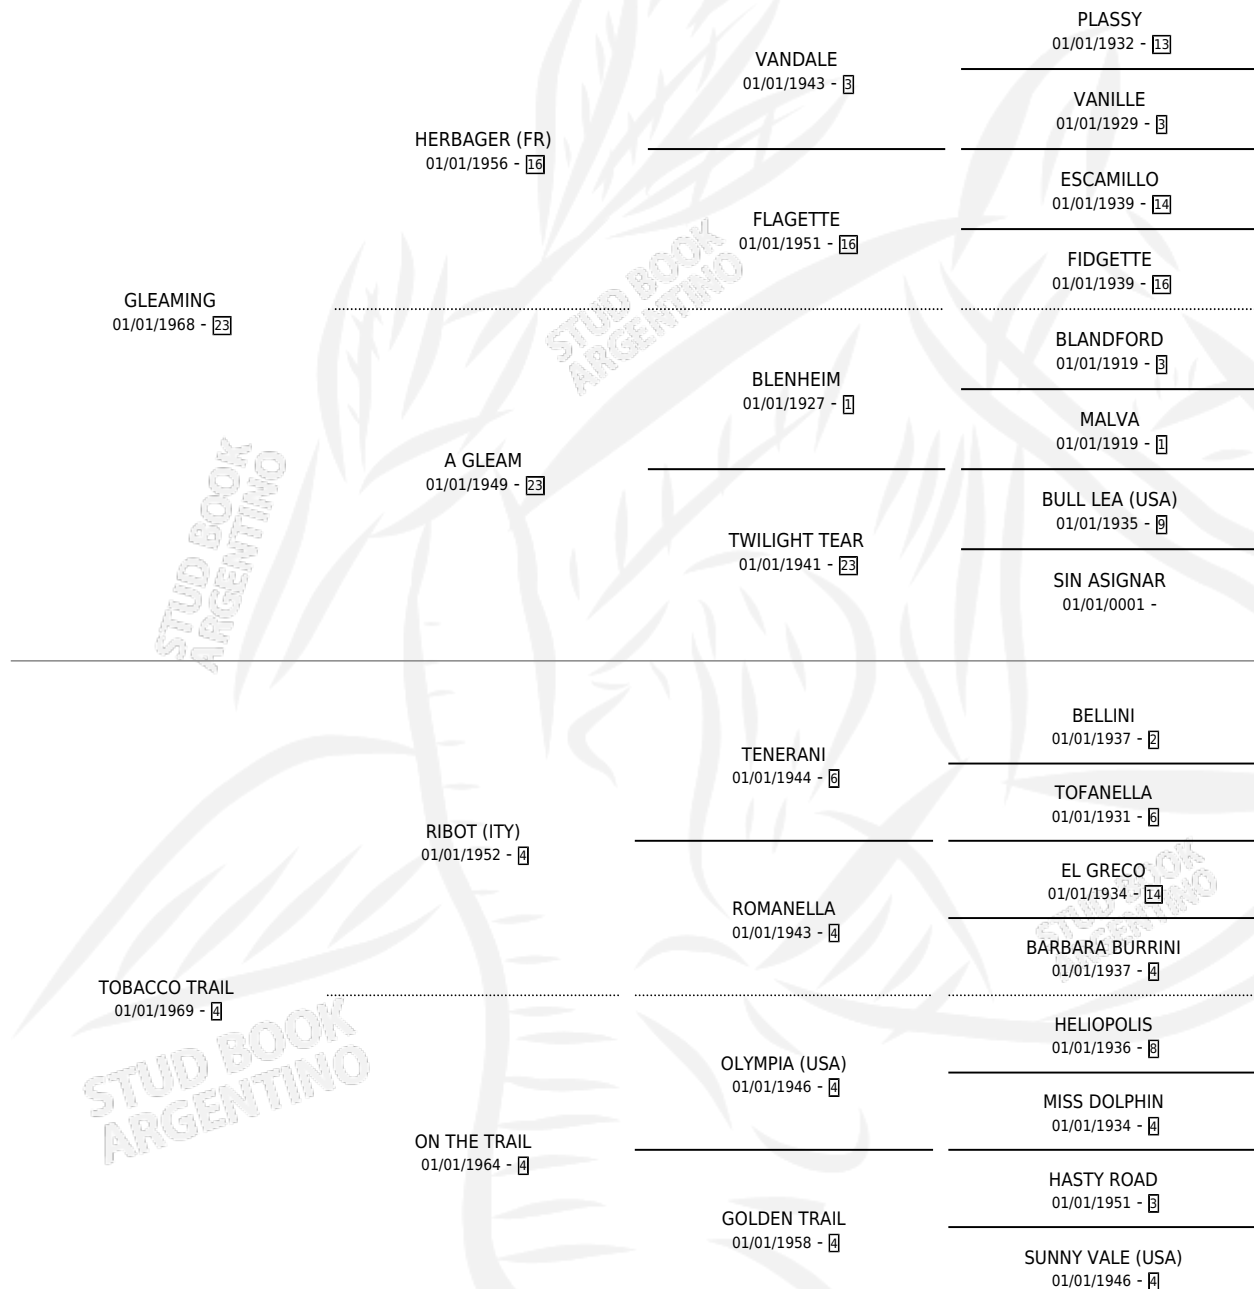 PLASSY
01/01/1932 - 13
VANDALE
01/01/1943 - 3
VANILLE
01/01/1929 - 3
HERBAGER (FR)
01/01/1956 - 16
ESCAMILLO
01/01/1939 - 14
FLAGETTE
01/01/1951 - 16
FIDGETTE
01/01/1939 - 16
GLEAMING
01/01/1968 - 23
BLANDFORD
01/01/1919 - 3
BLENHEIM
01/01/1927 - 1
MALVA
01/01/1919 - 1
A GLEAM
01/01/1949 - 23
BULL LEA (USA)
01/01/1935 - 9
TWILIGHT TEAR
01/01/1941 - 23
SIN ASIGNAR
01/01/0001 -
BELLINI
01/01/1937 - 2
TENERANI
01/01/1944 - 6
TOFANELLA
01/01/1931 - 6
RIBOT (ITY)
01/01/1952 - 4
EL GRECO
01/01/1934 - 14
ROMANELLA
01/01/1943 - 4
BARBARA BURRINI
01/01/1937 - 4
TOBACCO TRAIL
01/01/1969 - 4
HELIOPOLIS
01/01/1936 - 8
OLYMPIA (USA)
01/01/1946 - 4
MISS DOLPHIN
01/01/1934 - 4
ON THE TRAIL
01/01/1964 - 4
HASTY ROAD
01/01/1951 - 3
GOLDEN TRAIL
01/01/1958 - 4
SUNNY VALE (USA)
01/01/1946 - 4
STUD BOOK
ARGENTINO
STUD BOOK
ARGENTINO
STUD BOOK
ARGENTINO
STUD BOOK
ARGENTINO